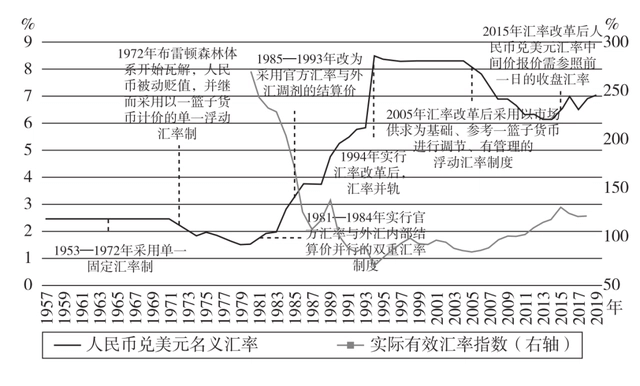 %
%
9
8
7
6
5
4
3
2
1
0
300
250
200
150
100
50
1972年布雷顿森林体
系开始瓦解，人民
币被动贬值，并继
而采用以一篮子货
币计价的单一浮动
汇率制
1985—1993年改为
采用官方汇率与外
汇调剂的结算价
2015年汇率改革后人
民币兑美元汇率中
间价报价需参照前
一日的收盘汇率
2005年汇率改革后采用以市场
供求为基础、参考一篮子货币
进行调节、有管理的
浮动汇率制度
1994年实行
汇率改革后，
汇率并轨
1981—1984年实行官
方汇率与外汇内部结
算价并行的双重汇率
制度
1953—1972年采用单一
固定汇率制
1957
1959
1961
1963
1965
1967
1969
1971
1973
1975
1977
1979
1981
1983
1985
1987
1989
1991
1993
1995
1997
1999
2001
2003
2005
2007
2009
2011
2013
2015
2017
2019
年
人民币兑美元名义汇率
实际有效汇率指数（右轴）